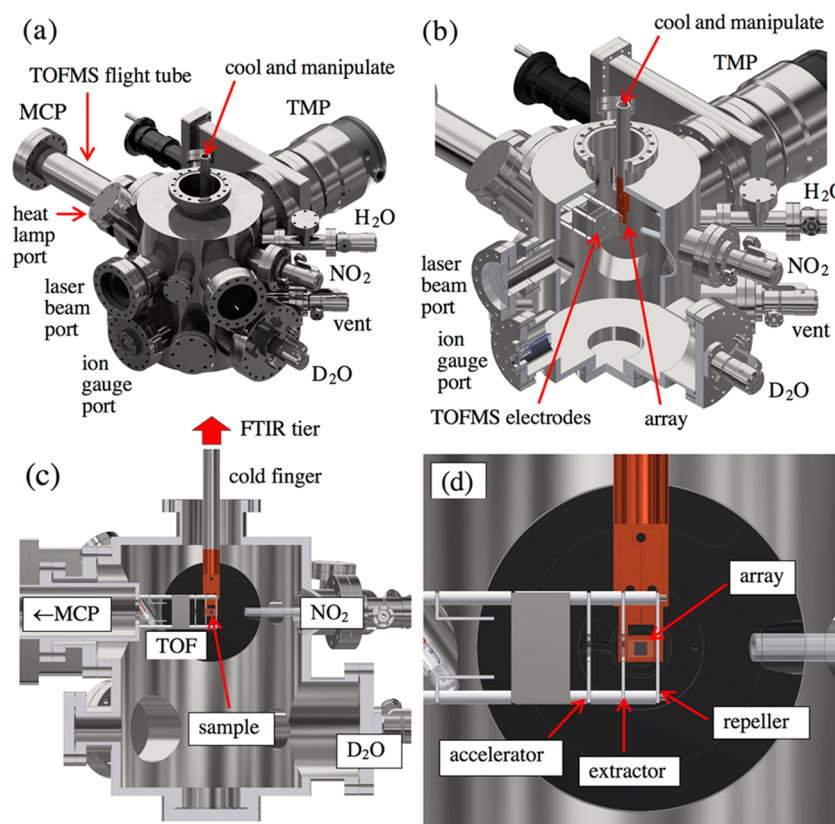 (a)
TOFMS flight tube
MCP
cool and manipulate
TMP
heat
lamp
port
H2O
NO2
laser
beam
port
vent
ion
gauge
port
D2O
(b)
cool and manipulate
TMP
H2O
laser
beam
port
NO2
ion
gauge
port
vent
D2O
TOFMS electrodes
array
FTIR tier
(c)
cold finger
←MCP
NO2
TOF
sample
D2O
(d)
array
repeller
accelerator
extractor